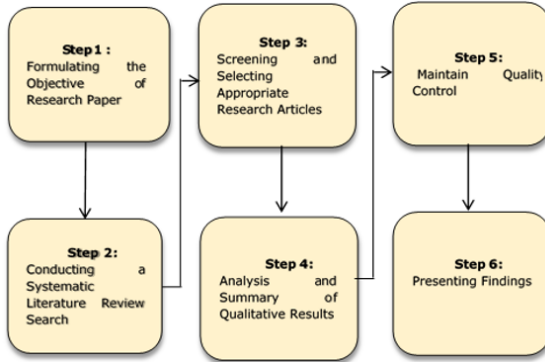 Step 1 :
Formulating the
Objective of
Research Paper
Step 2:
Conducting a
Systematic
Literature Review
Search
Step 3:
Screening and
Selecting
Appropriate
Research Articles
Step 4:
Analysis and
Summary of
Qualitative Results
Step 5:
Maintain Quality
Control
Step 6:
Presenting Findings